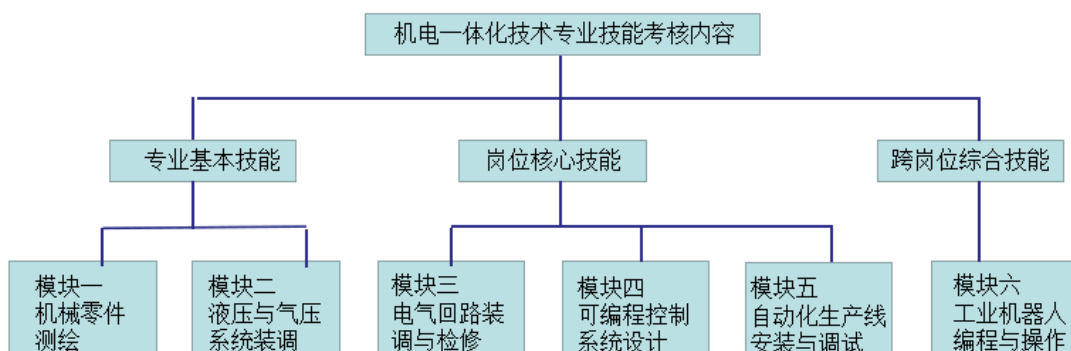 机电一体化技术专业技能考核内容
专业基本技能
岗位核心技能
跨岗位综合技能
模块一
机械零件
测绘
模块二
液压与气压
系统装调
模块三
电气回路装
调与检修
模块四
可编程控制
系统设计
模块五
自动化生产线
安装与调试
模块六
工业机器人
编程与操作